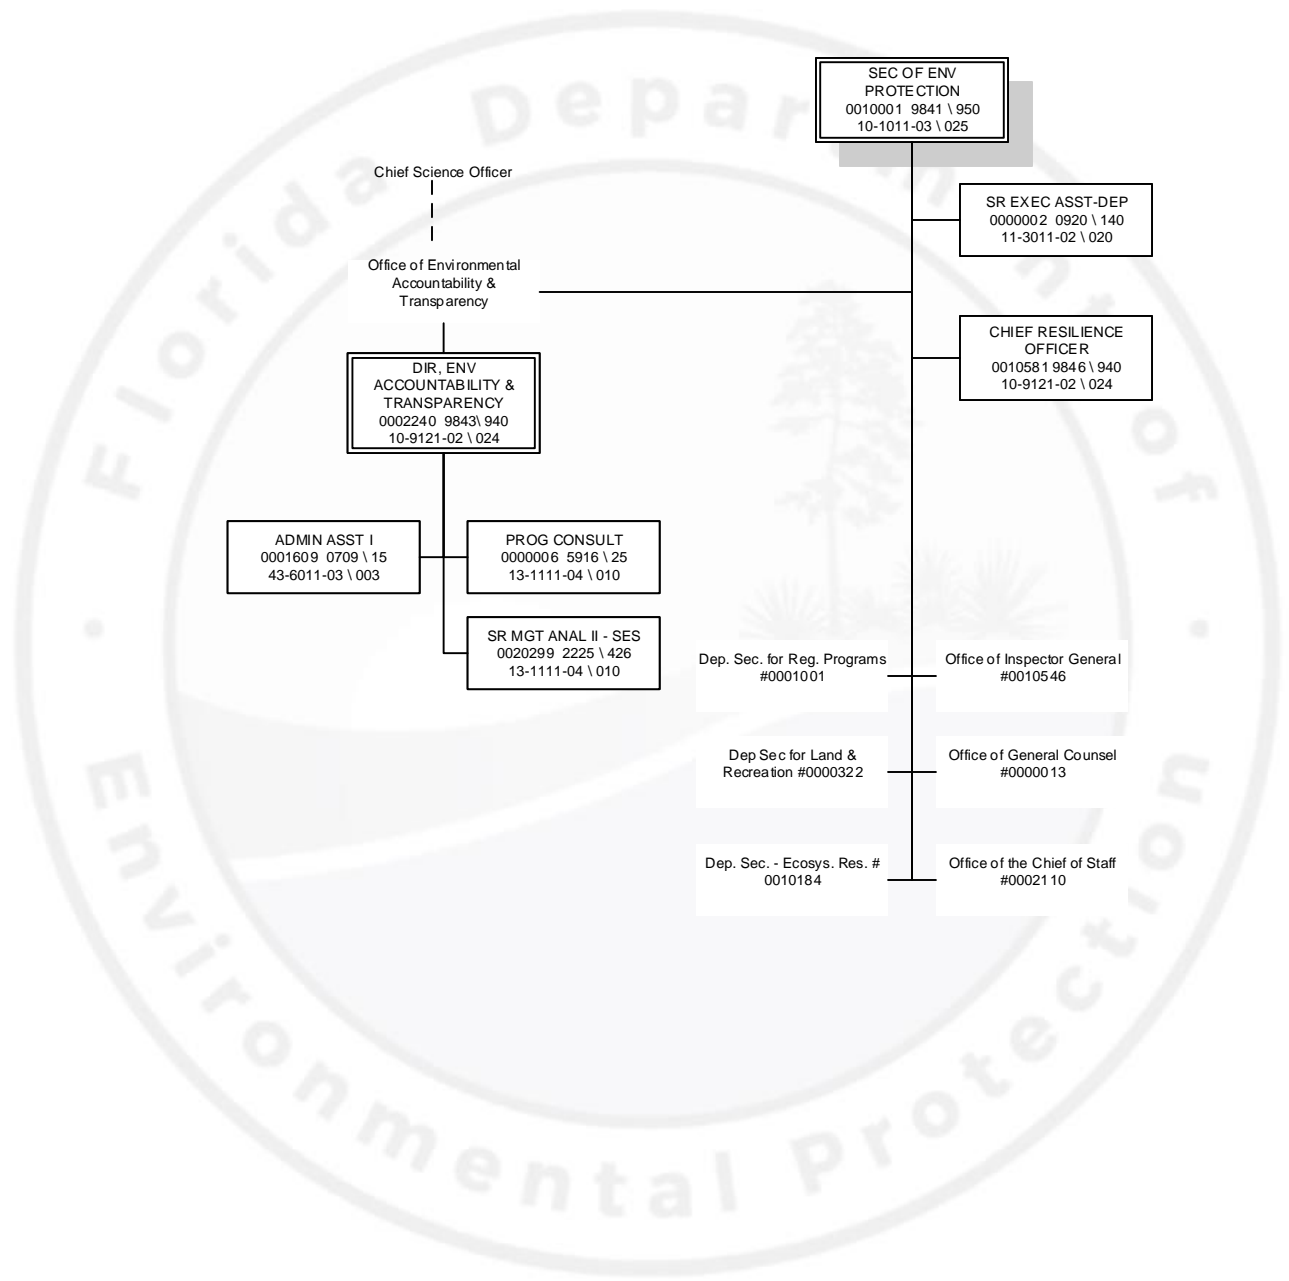 Florida Department of
Environmental Protection
SEC OF ENV
PROTECTION
0010001 9841 \ 950
10-1011-03 \ 025
Chief Science Officer
SR EXEC ASST-DEP
0000002 0920 \ 140
11-3011-02 \ 020
Office of Environmental
Accountability &
Transparency
CHIEF RESILIENCE
OFFICER
0010581 9846 \ 940
10-9121-02 \ 024
DIR, ENV
ACCOUNTABILITY &
TRANSPARENCY
0002240 9843\ 940
10-9121-02 \ 024
ADMIN ASST I
0001609 0709 \ 15
43-6011-03 \ 003
PROG CONSULT
0000006 5916 \ 25
13-1111-04 \ 010
SR MGT ANAL II - SES
0020299 2225 \ 426
13-1111-04 \ 010
Dep. Sec. for Reg. Programs
#0001001
Office of Inspector General
#0010546
Dep Sec for Land &
Recreation #0000322
Office of General Counsel
#0000013
Dep. Sec. - Ecosys. Res. #
0010184
Office of the Chief of Staff
#0002110